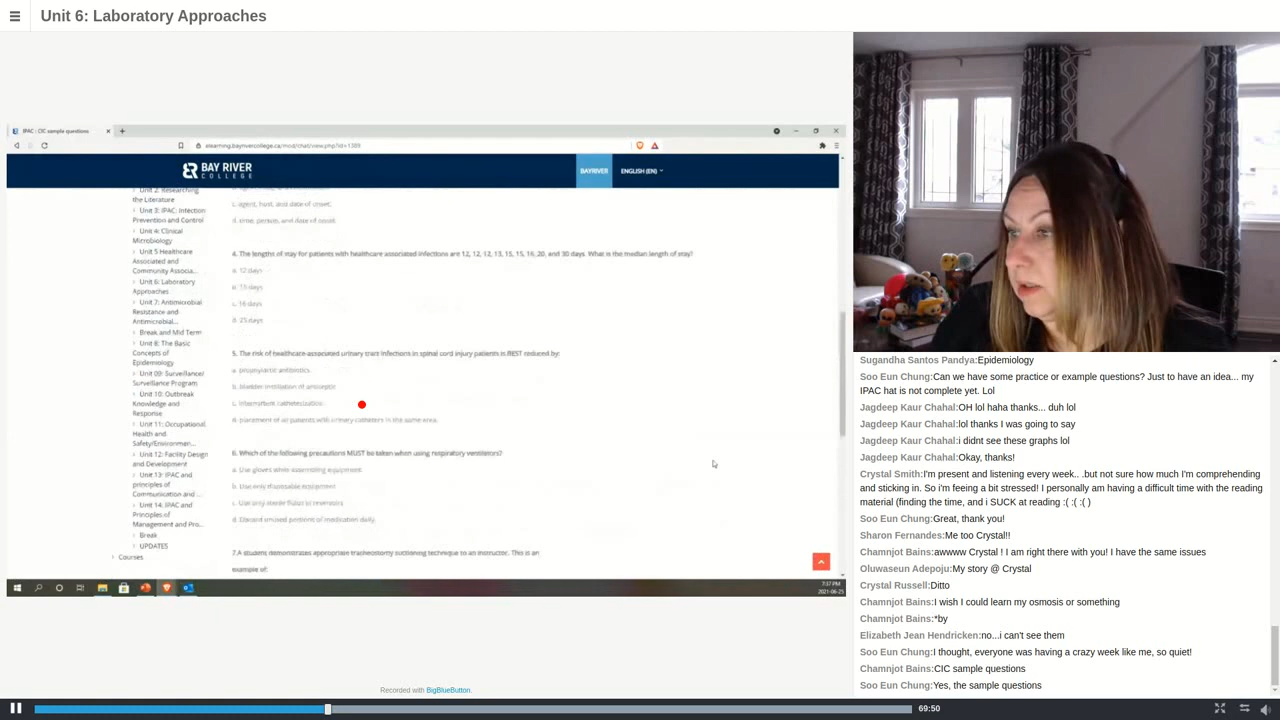 Unit 6: Laboratory Approaches
IPAC : CIC sample questions
elearning.bayrivercollege.ca/mod/chat/view.php?id=1389
BAY RIVER
COLLEGE
BAYRIVER
ENGLISH (EN)
Unit 2: Researching
the Literature
Unit 3: IPAC: Infection
Prevention and Control
Unit 4: Clinical
Microbiology
Unit 5 Healthcare
Associated and
Community Associa...
Unit 6: Laboratory
Approaches
Unit 7: Antimicrobial
Resistance and
Antimicrobial...
Break and Mid Term
Unit 8: The Basic
Concepts of
Epidemiology
Unit 09: Surveillance/
Surveillance Program
Unit 10: Outbreak
Knowledge and
Response
Unit 11: Occupational
Health and
Safety/Environmen...
Unit 12: Facility Design
and Development
Unit 13: IPAC and
principles of
Communication and ...
Unit 14: IPAC and
Principles of
Management and Pro...
Break
UPDATES
Courses
c. agent, host, and date of onset.
d. time, person, and date of onset
4. The lengths of stay for patients with healthcare associated infections are 12, 12, 12, 13, 15, 15, 16, 20, and 30 days. What is the median length of stay?
a. 12 days
b. 15 days
c. 16 days
d. 25 days
5. The risk of healthcare-associated urinary tract infections in spinal cord injury patients is BEST reduced by:
a. prophylactic antibiotics.
b. bladder instillation of antiseptic
c. intermittent catheterization.
d. placement of all patients with urinary catheters in the same area.
6. Which of the following precautions MUST be taken when using respiratory ventilators?
a. Use gloves when assembling equipment.
b. Use only disposable equipment
c. Use only sterile fluids in reservoirs
d. Discard unused portions of medication daily.
7.A student demonstrates appropriate tracheostomy suctioning technique to an instructor. This is an
example of:
7:37 PM
2021-06-25
Recorded with BigBlueButton.
Sugandha Santos Pandya:Epidemiology
Soo Eun Chung:Can we have some practice or example questions? Just to have an idea... my
IPAC hat is not complete yet. Lol
Jagdeep Kaur Chahal:OH lol haha thanks... duh lol
Jagdeep Kaur Chahal:lol thanks I was going to say
Jagdeep Kaur Chahal:i didnt see these graphs lol
Jagdeep Kaur Chahal:Okay, thanks!
Crystal Smith:I'm present and listening every week.. .but not sure how much I'm comprehending
and sticking in. So i'm feeing a bit stressed! I personally am having a difficult time with the reading
material (finding the time, and i SUCK at reading :( :( :( )
Soo Eun Chung:Great, thank you!
Sharon Fernandes:Me too Crystal!!
Chamnjot Bains:awwww Crystal ! I am right there with you! I have the same issues
Oluwaseun Adepoju:My story @ Crystal
Crystal Russell:Ditto
Chamnjot Bains:I wish I could learn my osmosis or something
Chamnjot Bains:*by
Elizabeth Jean Hendricken:no...i can't see them
Soo Eun Chung:I thought, everyone was having a crazy week like me, so quiet!
Chamnjot Bains:CIC sample questions
Soo Eun Chung:Yes, the sample questions
69:50